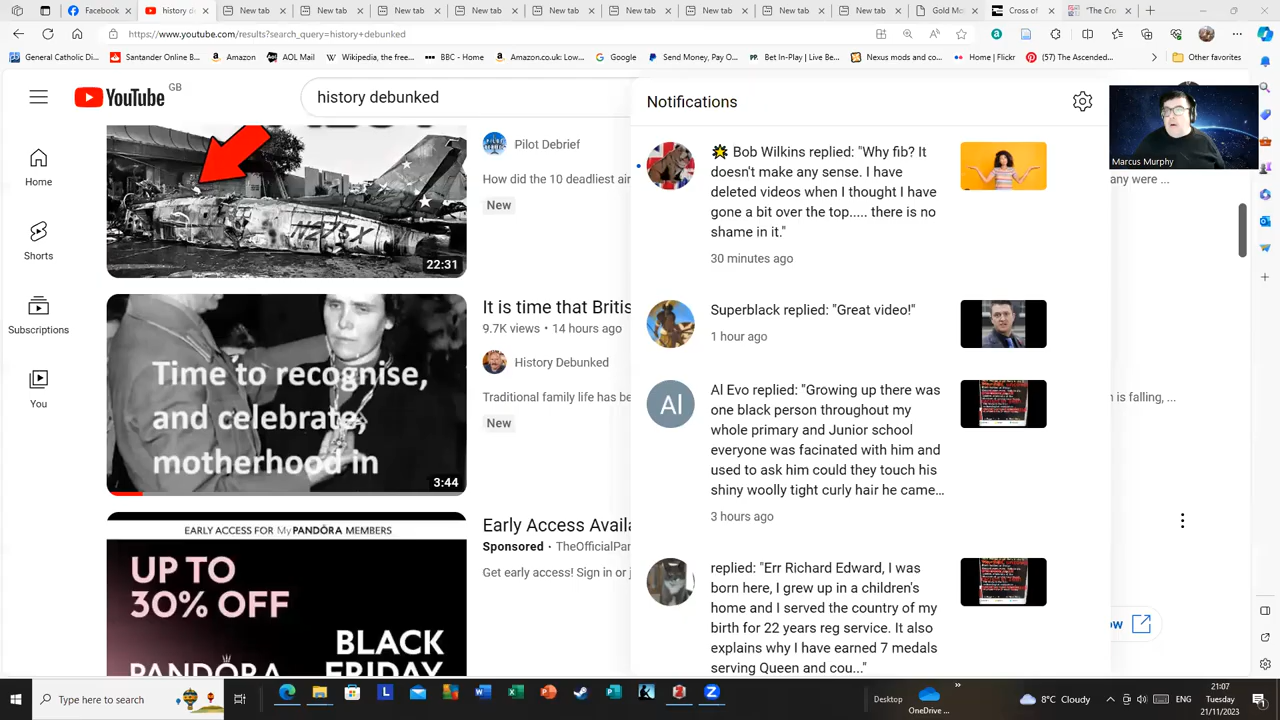 Facebook
history de
New tab
New tab
New tab
New tab
New tab
New tab
New tab
New tab
New tab
Gold Mo
Cross of
"The Cro
https://www.youtube.com/results?search_query=history+debunked
General Catholic Di...
Santander Online B...
Amazon
AOL Mail
Wikipedia, the free...
BBC - Home
Amazon.co.uk: Low...
Google
Send Money, Pay O...
Bet In-Play | Live Be...
Nexus mods and co...
Home | Flickr
(17) The Ascended...
Other favorites
YouTube GB
history debunked
Notifications
Marcus Murphy
Home
Shorts
Subscriptions
You
N275X
22:31
Pilot Debrief
How did the 10 deadliest air
New
any were ...
Time to recognise,
and celebrate,
motherhood in
3:44
It is time that Britis
9.7K views • 14 hours ago
History Debunked
Traditional family life has be
New
n is falling, ...
EARLY ACCESS FOR My PANDÖRA MEMBERS
UP TO
30% OFF
BLACK
FRIDAY
PANDÖRA
Early Access Availa
Sponsored · TheOfficialPan
Get early access! Sign in or j
ow
Bob Wilkins replied: "Why fib? It
doesn't make any sense. I have
deleted videos when I thought I have
gone a bit over the top..... there is no
shame in it."
30 minutes ago
Superblack replied: "Great video!"
1 hour ago
Al
Al Evo replied: "Growing up there was
one black person throughout my
whole primary and Junior school
everyone was facinated with him and
used to ask him could they touch his
shiny woolly tight curly hair he came…
3 hours ago
replied: "Err Richard Edward, I was
born here, I grew up in a children's
home and I served the country of my
birth for 22 years reg service. It also
explains why I have earned 7 medals
serving Queen and cou..."
Type here to search
Desktop
OneDrive ...
8°C Cloudy
ENG
21:07
Tuesday
21/11/2023